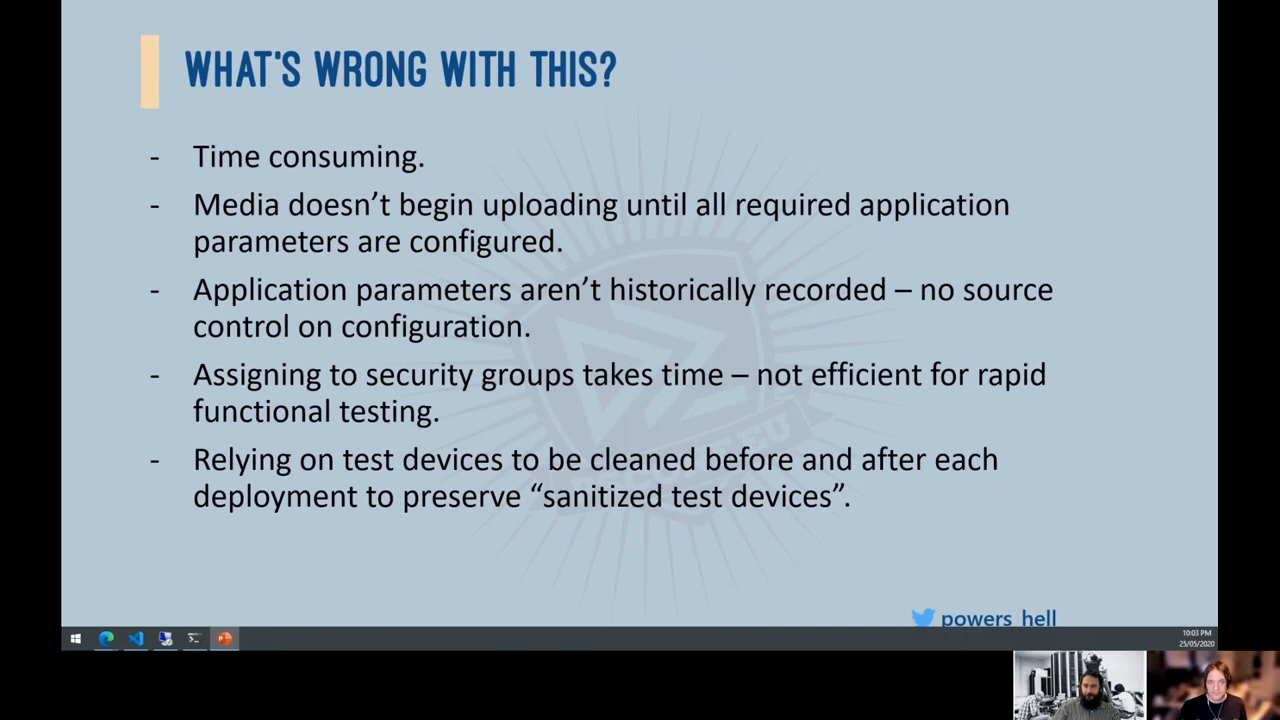 WHAT'S WRONG WITH THIS?
- Time consuming.
- Media doesn’t begin uploading until all required application
parameters are configured.
- Application parameters aren’t historically recorded – no source
control on configuration.
- Assigning to security groups takes time – not efficient for rapid
functional testing.
- Relying on test devices to be cleaned before and after each
deployment to preserve “sanitized test devices”.
powers_hell
10:03 PM
25/05/2020